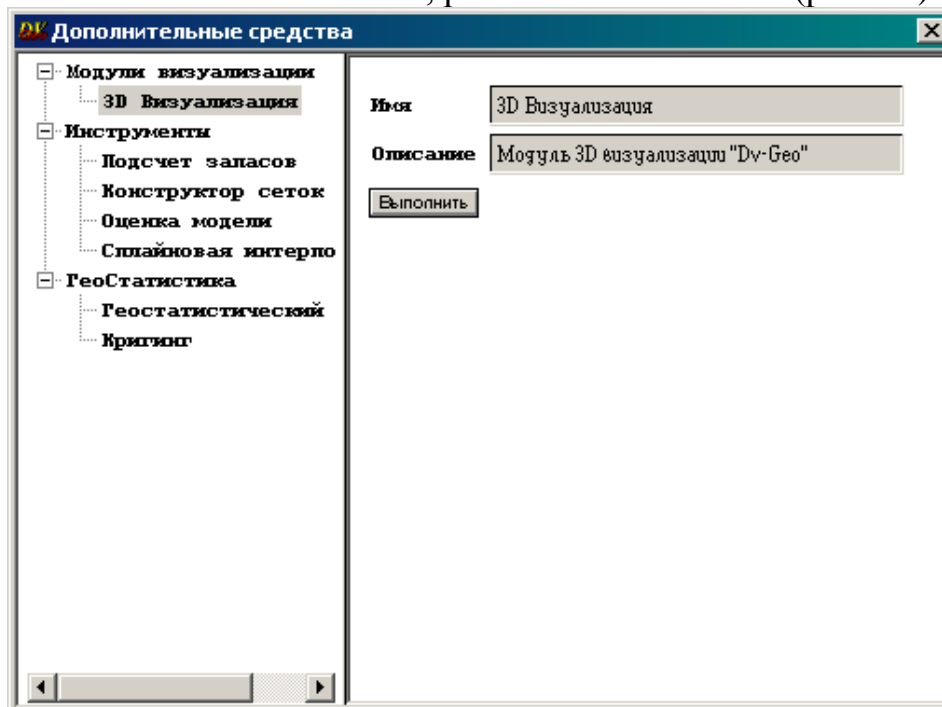 DK Дополнительные средства
Модули визуализации
3D Визуализация
Инструменты
Подсчет запасов
Конструктор сеток
Оценка модели
Сплайновая интерпо
ГеоСтатистика
Геостатистический
Кригинг
Имя
3D Визуализация
Описание
Модуль 3D визуализации "Dv-Geo"
Выполнить